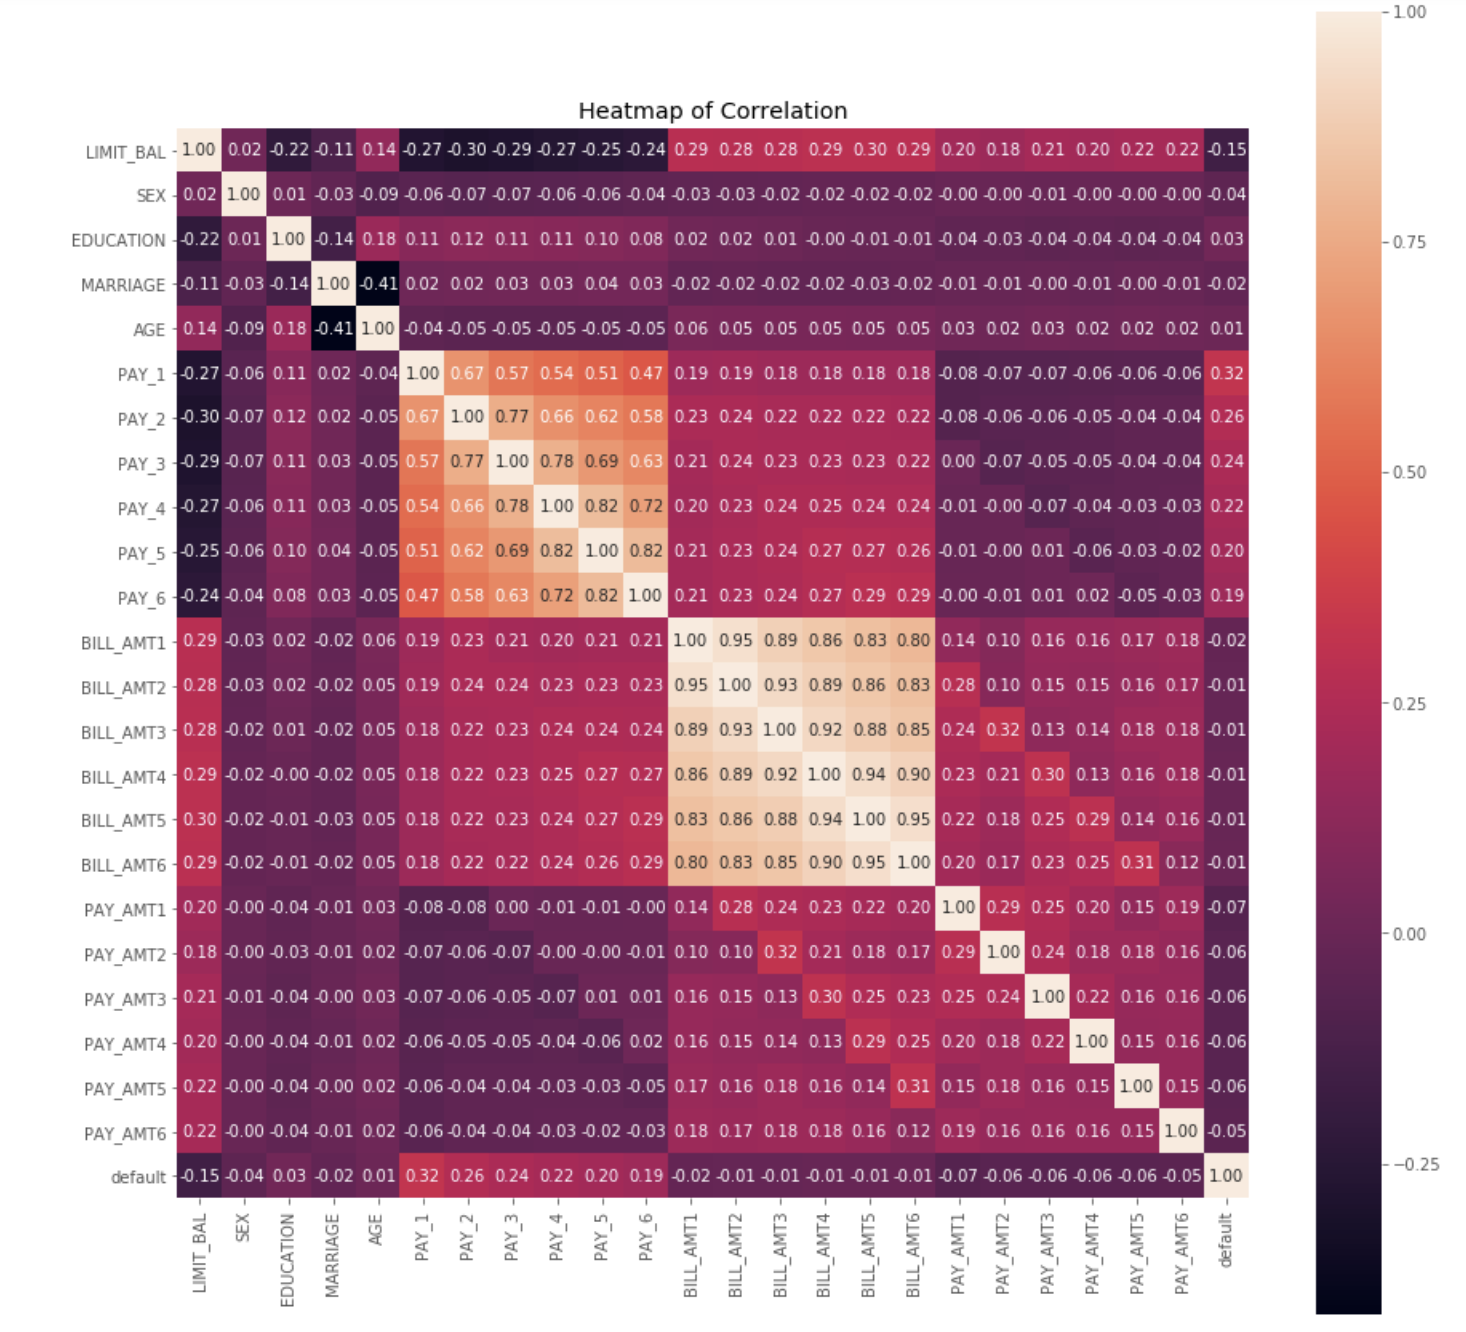 1.00
Heatmap of Correlation
LIMIT_BAL 1.00 0.02 -0.22 -0.11 0.14 -0.27 -0.30 -0.29 -0.27 -0.25 -0.24 0.29 0.28 0.28 0.29 0.30 0.29 0.20 0.18 0.21 0.20 0.22 0.22 -0.15
SEX 0.02 1.00 0.01 -0.03 -0.09 -0.06 -0.07 -0.07 -0.06 -0.06 -0.04 -0.03 -0.03 -0.02 -0.02 -0.02 -0.02 -0.00 -0.00 -0.01 -0.00 -0.00 -0.00 -0.04
EDUCATION -0.22 0.01 1.00 -0.14 0.18 0.11 0.12 0.11 0.11 0.10 0.08 0.02 0.02 0.01 -0.00 -0.01 -0.01 -0.04 -0.03 -0.04 -0.04 -0.04 -0.04 0.03
0.75
MARRIAGE -0.11 -0.03 -0.14 1.00 -0.41 0.02 0.02 0.03 0.03 0.04 0.03 -0.02 -0.02 -0.02 -0.02 -0.03 -0.02 -0.01 -0.01 -0.00 -0.01 -0.00 -0.01 -0.02
AGE 0.14 -0.09 0.18 -0.41 1.00 -0.04 -0.05 -0.05 -0.05 -0.05 -0.05 0.06 0.05 0.05 0.05 0.05 0.05 0.03 0.02 0.03 0.02 0.02 0.02 0.01
PAY_1 -0.27 -0.06 0.11 0.02 -0.04 1.00 0.67 0.57 0.54 0.51 0.47 0.19 0.19 0.18 0.18 0.18 0.18 -0.08 -0.07 -0.07 -0.06 -0.06 -0.06 0.32
PAY_2 -0.30 -0.07 0.12 0.02 -0.05 0.67 1.00 0.77 0.66 0.62 0.58 0.23 0.24 0.22 0.22 0.22 0.22 -0.08 -0.06 -0.06 -0.05 -0.04 -0.04 0.26
PAY_3 -0.29 -0.07 0.11 0.03 -0.05 0.57 0.77 1.00 0.78 0.69 0.63 0.21 0.24 0.23 0.23 0.23 0.22 0.00 -0.07 -0.05 -0.05 -0.04 -0.04 0.24
0.50
PAY_4 -0.27 -0.06 0.11 0.03 -0.05 0.54 0.66 0.78 1.00 0.82 0.72 0.20 0.23 0.24 0.25 0.24 0.24 -0.01 -0.00 -0.07 -0.04 -0.03 -0.03 0.22
PAY_5 -0.25 -0.06 0.10 0.04 -0.05 0.51 0.62 0.69 0.82 1.00 0.82 0.21 0.23 0.24 0.27 0.27 0.26 -0.01 -0.00 0.01 -0.06 -0.03 -0.02 0.20
PAY_6 -0.24 -0.04 0.08 0.03 -0.05 0.47 0.58 0.63 0.72 0.82 1.00 0.21 0.23 0.24 0.27 0.29 0.29 -0.00 -0.01 0.01 0.02 -0.05 -0.03 0.19
BILL_AMT1 0.29 -0.03 0.02 -0.02 0.06 0.19 0.23 0.21 0.20 0.21 0.21 1.00 0.95 0.89 0.86 0.83 0.80 0.14 0.10 0.16 0.16 0.17 0.18 -0.02
BILL_AMT2 0.28 -0.03 0.02 -0.02 0.05 0.19 0.24 0.24 0.23 0.23 0.23 0.95 1.00 0.93 0.89 0.86 0.83 0.28 0.10 0.15 0.15 0.16 0.17 -0.01
0.25
BILL_AMT3 0.28 -0.02 0.01 -0.02 0.05 0.18 0.22 0.23 0.24 0.24 0.24 0.89 0.93 1.00 0.92 0.88 0.85 0.24 0.32 0.13 0.14 0.18 0.18 -0.01
BILL_AMT4 0.29 -0.02 -0.00 -0.02 0.05 0.18 0.22 0.23 0.25 0.27 0.27 0.86 0.89 0.92 1.00 0.94 0.90 0.23 0.21 0.30 0.13 0.16 0.18 -0.01
BILL_AMT5 0.30 -0.02 -0.01 -0.03 0.05 0.18 0.22 0.23 0.24 0.27 0.29 0.83 0.86 0.88 0.94 1.00 0.95 0.22 0.18 0.25 0.29 0.14 0.16 -0.01
BILL_AMT6 0.29 -0.02 -0.01 -0.02 0.05 0.18 0.22 0.22 0.24 0.26 0.29 0.80 0.83 0.85 0.90 0.95 1.00 0.20 0.17 0.23 0.25 0.31 0.12 -0.01
PAY_AMT1 0.20 -0.00 -0.04 -0.01 0.03 -0.08 -0.08 0.00 -0.01 -0.01 -0.00 0.14 0.28 0.24 0.23 0.22 0.20 1.00 0.29 0.25 0.20 0.15 0.19 -0.07
0.00
PAY_AMT2 0.18 -0.00 -0.03 -0.01 0.02 -0.07 -0.06 -0.07 -0.00 -0.00 -0.01 0.10 0.10 0.32 0.21 0.18 0.17 0.29 1.00 0.24 0.18 0.18 0.16 -0.06
PAY_AMT3 0.21 -0.01 -0.04 -0.00 0.03 -0.07 -0.06 -0.05 -0.07 0.01 0.01 0.16 0.15 0.13 0.30 0.25 0.23 0.25 0.24 1.00 0.22 0.16 0.16 -0.06
PAY_AMT4 0.20 -0.00 -0.04 -0.01 0.02 -0.06 -0.05 -0.05 -0.04 -0.06 0.02 0.16 0.15 0.14 0.13 0.29 0.25 0.20 0.18 0.22 1.00 0.15 0.16 -0.06
PAY_AMT5 0.22 -0.00 -0.04 -0.00 0.02 -0.06 -0.04 -0.04 -0.03 -0.03 -0.05 0.17 0.16 0.18 0.16 0.14 0.31 0.15 0.18 0.16 0.15 1.00 0.15 -0.06
PAY_AMT6 0.22 -0.00 -0.04 -0.01 0.02 -0.06 -0.04 -0.04 -0.03 -0.02 -0.03 0.18 0.17 0.18 0.18 0.16 0.12 0.19 0.16 0.16 0.16 0.15 1.00 -0.05
−0.25
default -0.15 -0.04 0.03 -0.02 0.01 0.32 0.26 0.24 0.22 0.20 0.19 -0.02 -0.01 -0.01 -0.01 -0.01 -0.01 -0.07 -0.06 -0.06 -0.06 -0.06 -0.05 1.00
LIMIT_BAL SEX EDUCATION MARRIAGE AGE PAY_1 PAY_2 PAY_3 PAY_4 PAY_5 PAY_6 BILL_AMT1 BILL_AMT2 BILL_AMT3 BILL_AMT4 BILL_AMT5 BILL_AMT6 PAY_AMT1 PAY_AMT2 PAY_AMT3 PAY_AMT4 PAY_AMT5 PAY_AMT6 default